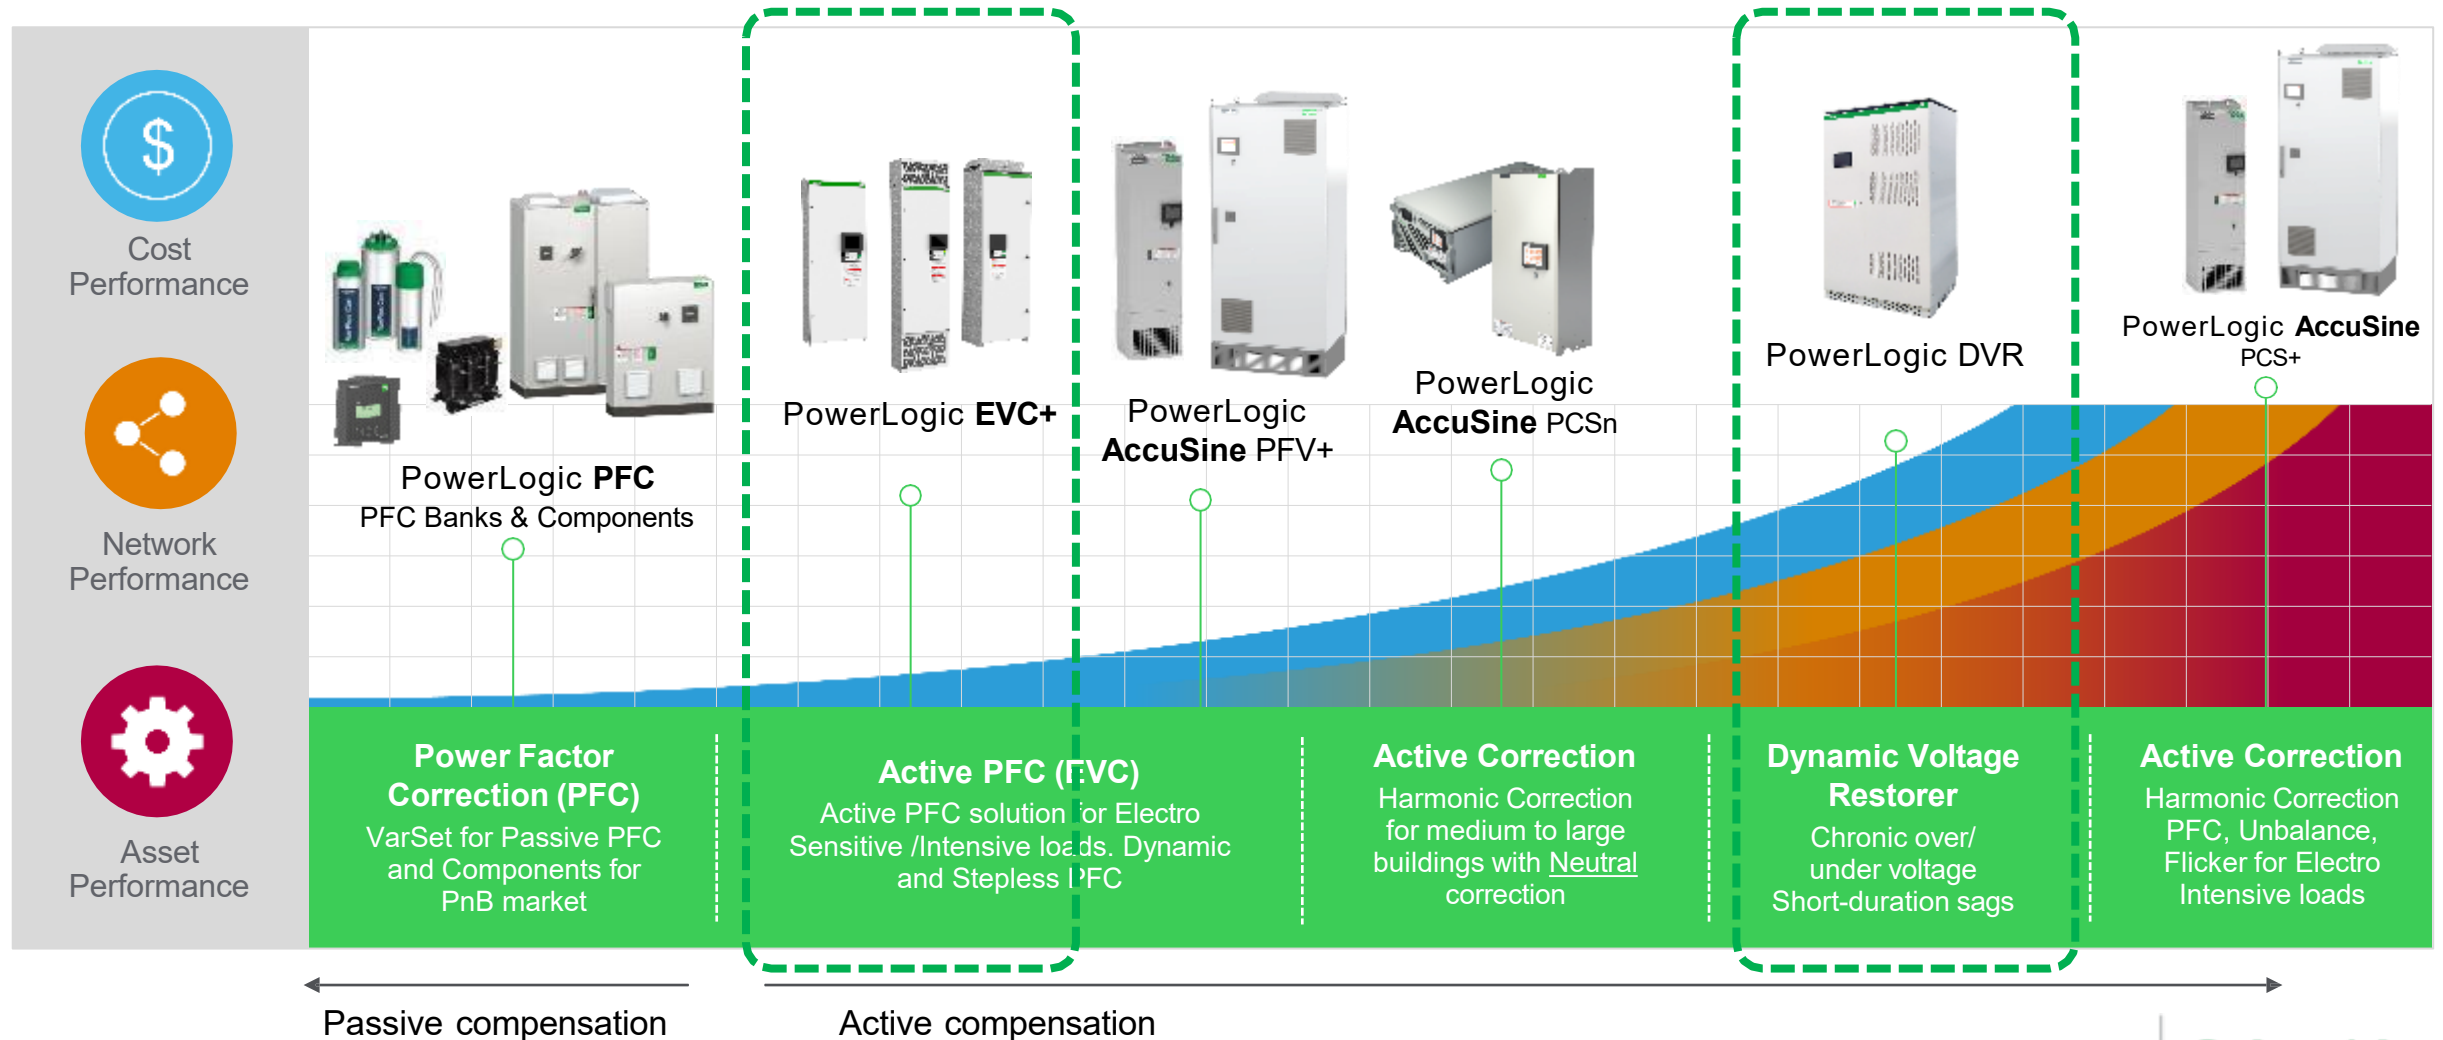 $
Cost
Performance
Network
Performance
Asset
Performance
PowerLogic PFC
PFC Banks & Components
PowerLogic EVC+
PowerLogic
AccuSine PFV+
PowerLogic
AccuSine PCSn
PowerLogic DVR
PowerLogic AccuSine
PCS+
Power Factor
Correction (PFC)
VarSet for Passive PFC
and Components for
PnB market
Active PFC (EVC)
Active PFC solution for Electro
Sensitive /Intensive loads. Dynamic
and Stepless PFC
Active Correction
Harmonic Correction
for medium to large
buildings with Neutral
correction
Dynamic Voltage
Restorer
Chronic over/
under voltage
Short-duration sags
Active Correction
Harmonic Correction
PFC, Unbalance,
Flicker for Electro
Intensive loads
Passive compensation
Active compensation